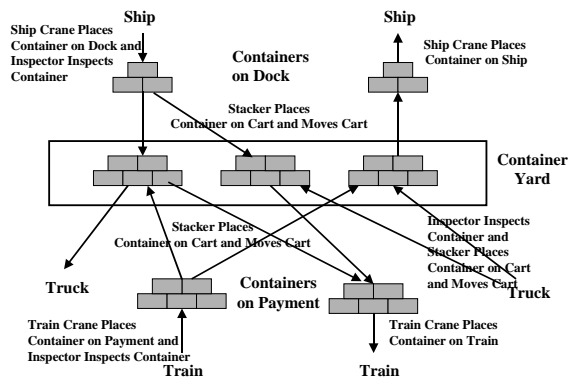 Ship
Ship
Ship Crane Places
Container on Dock and
Inspector Inspects
Container
Containers
on Dock
Ship Crane Places
Container on Ship
Stacker Places
Container on Cart and Moves Cart
Container
Yard
Stacker Places
Container on Cart and Moves Cart
Inspector Inspects
Container and
Stacker Places
Container on Cart
and Moves Cart
Truck
Containers
on Payment
Truck
Train Crane Places
Container on Payment and
Inspector Inspects Container
Train Crane Places
Container on Train
Train
Train